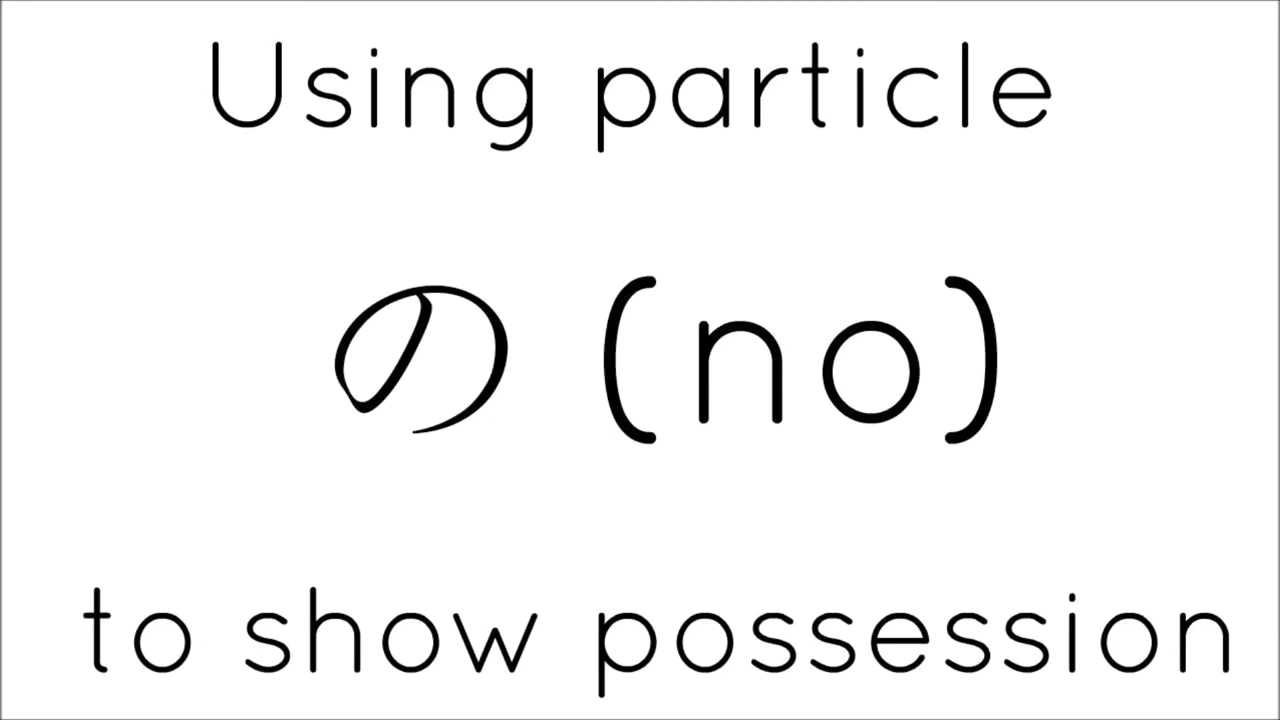 Using particle
の (no)
to show possession